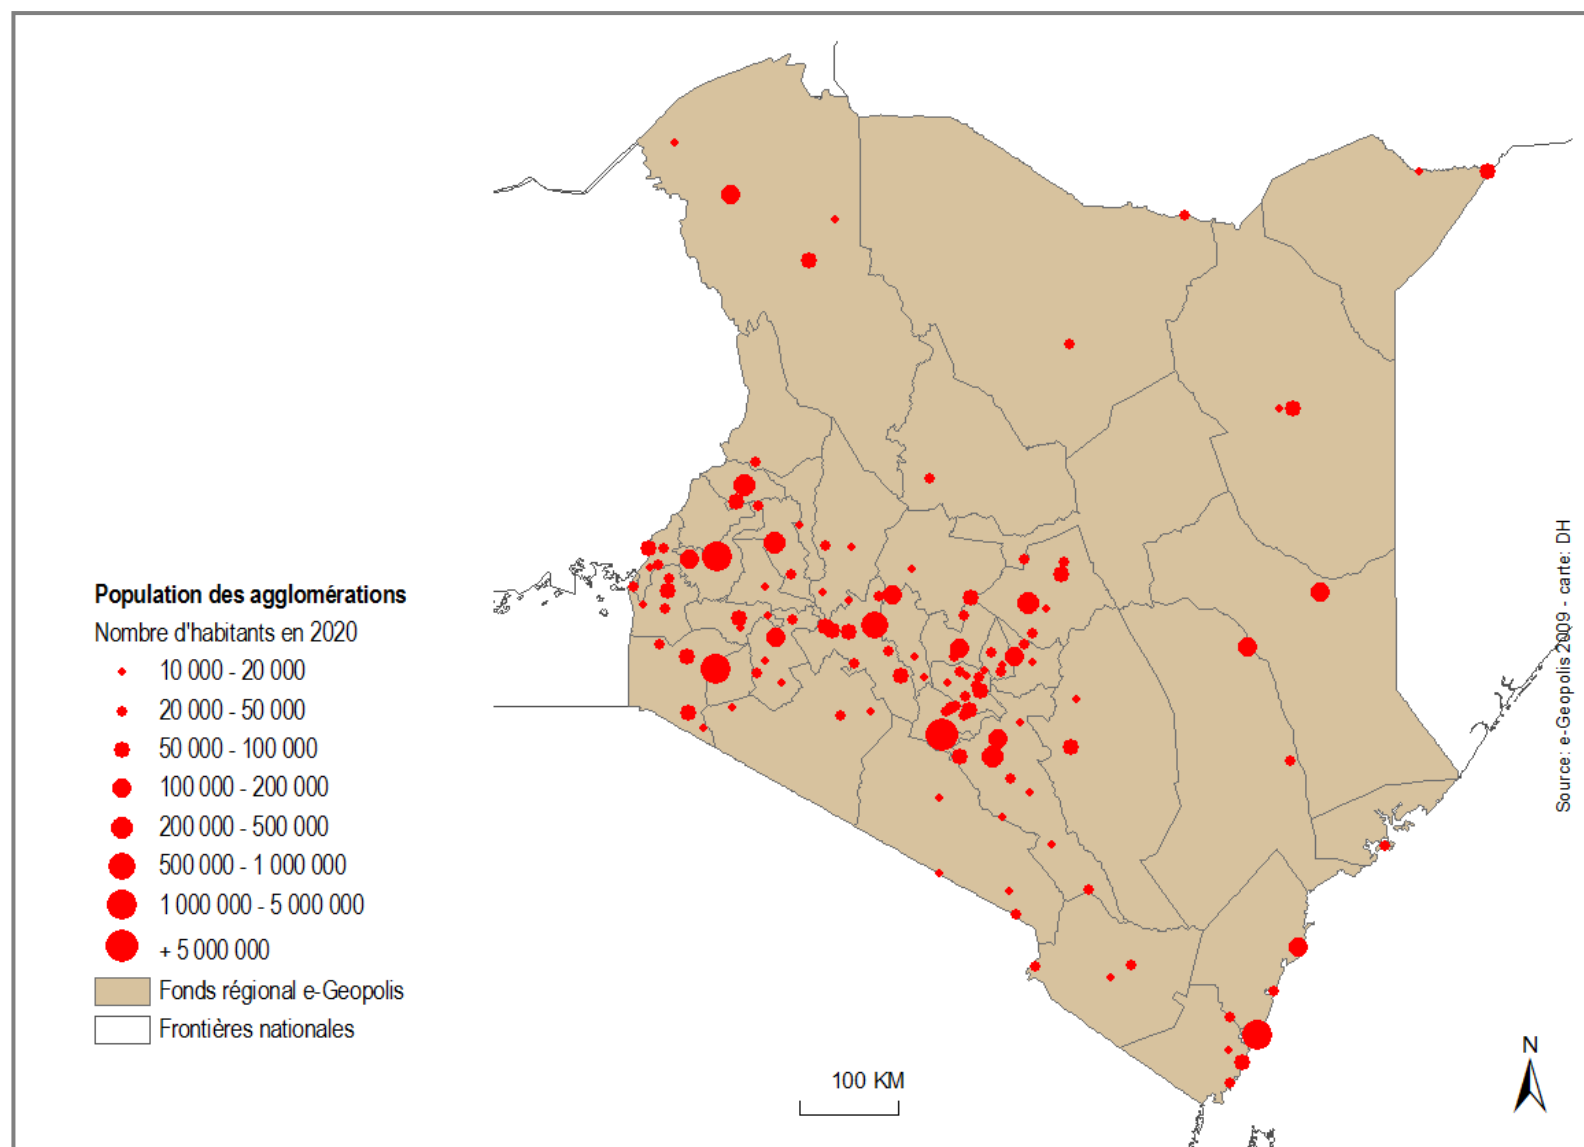 Population des agglomérations
Nombre d'habitants en 2020
10 000 - 20 000
20 000 - 50 000
50 000 - 100 000
100 000 - 200 000
200 000 - 500 000
500 000 - 1 000 000
1 000 000 - 5 000 000
+ 5 000 000
Fonds régional e-Geopolis
Frontières nationales
100 KM
N
Source : e-Geopolis 2009 - carte: DH